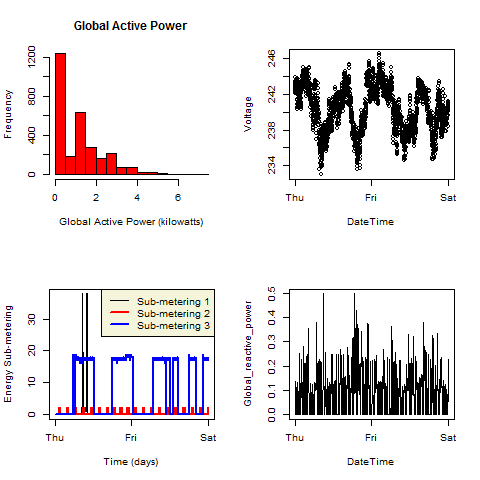 Global Active Power
Frequency
0 400 800 1200
0 2 4 6
Global Active Power (kilowatts)
Voltage
234 238 242 246
Thu Fri Sat
DateTime
Energy Sub-metering
0 10 20 30
Sub-metering 1
Sub-metering 2
Sub-metering 3
Thu Fri Sat
Time (days)
Global_reactive_power
0.0 0.1 0.2 0.3 0.4 0.5
Thu Fri Sat
DateTime